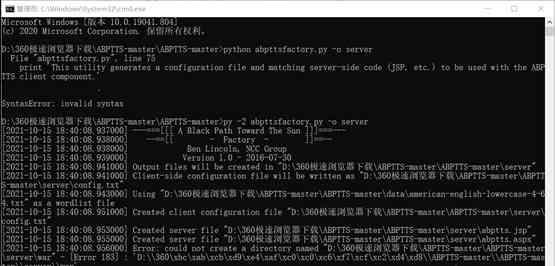 管理员: C:\Windows\System32\cmd.exe
Microsoft Windows [版本 10.0.19041.804]
(c) 2020 Microsoft Corporation. 保留所有权利。
D:\360极速浏览器下载\ABPTTS-master\ABPTTS-master>python abpttsfactory.py -o server
File "abpttsfactory.py", line 75
print 'This utility generates a configuration file and matching server-side code (JSP, etc.) to be used with the ABP
TTS client component.'
SyntaxError: invalid syntax
D:\360极速浏览器下载\ABPTTS-master\ABPTTS-master>py -2 abpttsfactory.py -o server
[2021-10-15 18:40:08.937000] ---===[[[ A Black Path Toward The Sun ]]]===---
[2021-10-15 18:40:08.938000] --==[[ - Factory - ]]==--
[2021-10-15 18:40:08.938000] Ben Lincoln, NCC Group
[2021-10-15 18:40:08.939000] Version 1.0 - 2016-07-30
[2021-10-15 18:40:08.941000] Output files will be created in "D:\360极速浏览器下载\ABPTTS-master\ABPTTS-master\server"
[2021-10-15 18:40:08.941000] Client-side configuration file will be written as "D:\360极速浏览器下载\ABPTTS-master\ABPTT
S-master\server\config.txt"
[2021-10-15 18:40:08.943000] Using "D:\360极速浏览器下载\ABPTTS-master\ABPTTS-master\data\american-english-lowercase-4-6
4.txt" as a wordlist file
[2021-10-15 18:40:08.951000] Created client configuration file "D:\360极速浏览器下载\ABPTTS-master\ABPTTS-master\server\
config.txt"
[2021-10-15 18:40:08.953000] Created server file "D:\360极速浏览器下载\ABPTTS-master\ABPTTS-master\server\abptts.jsp"
[2021-10-15 18:40:08.955000] Created server file "D:\360极速浏览器下载\ABPTTS-master\ABPTTS-master\server\abptts.aspx"
[2021-10-15 18:40:08.956000] Error: could not create a directory named "D:\360极速浏览器下载\ABPTTS-master\ABPTTS-master
\server\war" - [Error 183] : 'D:\\360\xbc\xab\xcb\xd9\xe4\xaf\xc0\xc0\xc6\xf7\xcf\xc2\xd4\xd8\\ABPTTS-master\\ABPTTS-mas